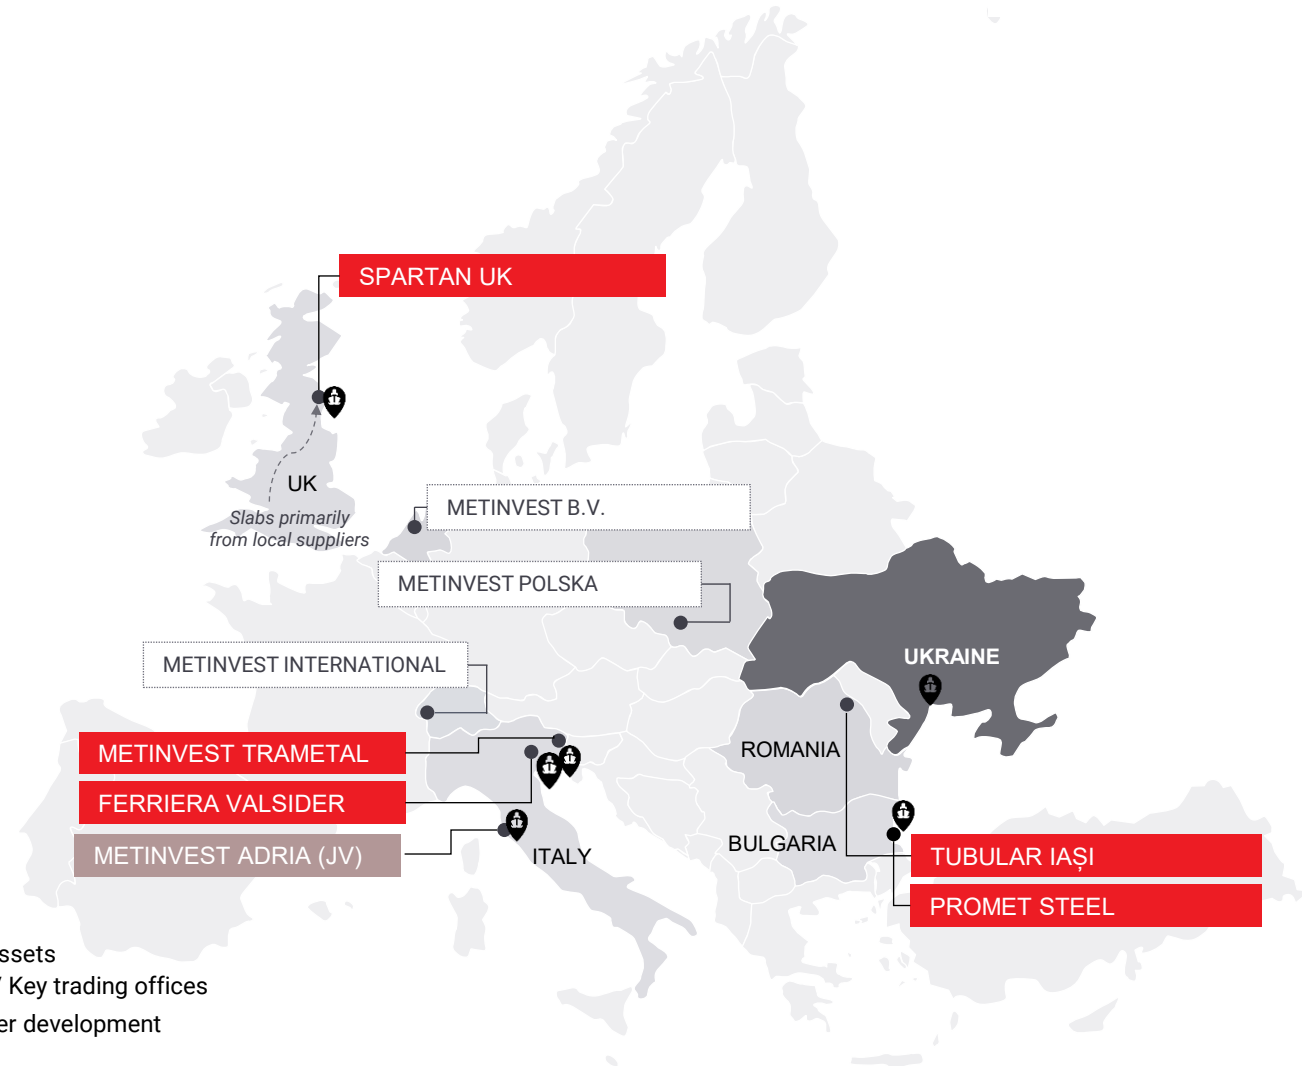 SPARTAN UK
UK
Slabs primarily
from local suppliers
METINVEST B.V.
METINVEST POLSKA
METINVEST INTERNATIONAL
UKRAINE
METINVEST TRAMETAL
FERRIERA VALSIDER
METINVEST ADRIA (JV)
ITALY
ROMANIA
BULGARIA
TUBULAR IAȘI
PROMET STEEL
ssets
/ Key trading offices
er development